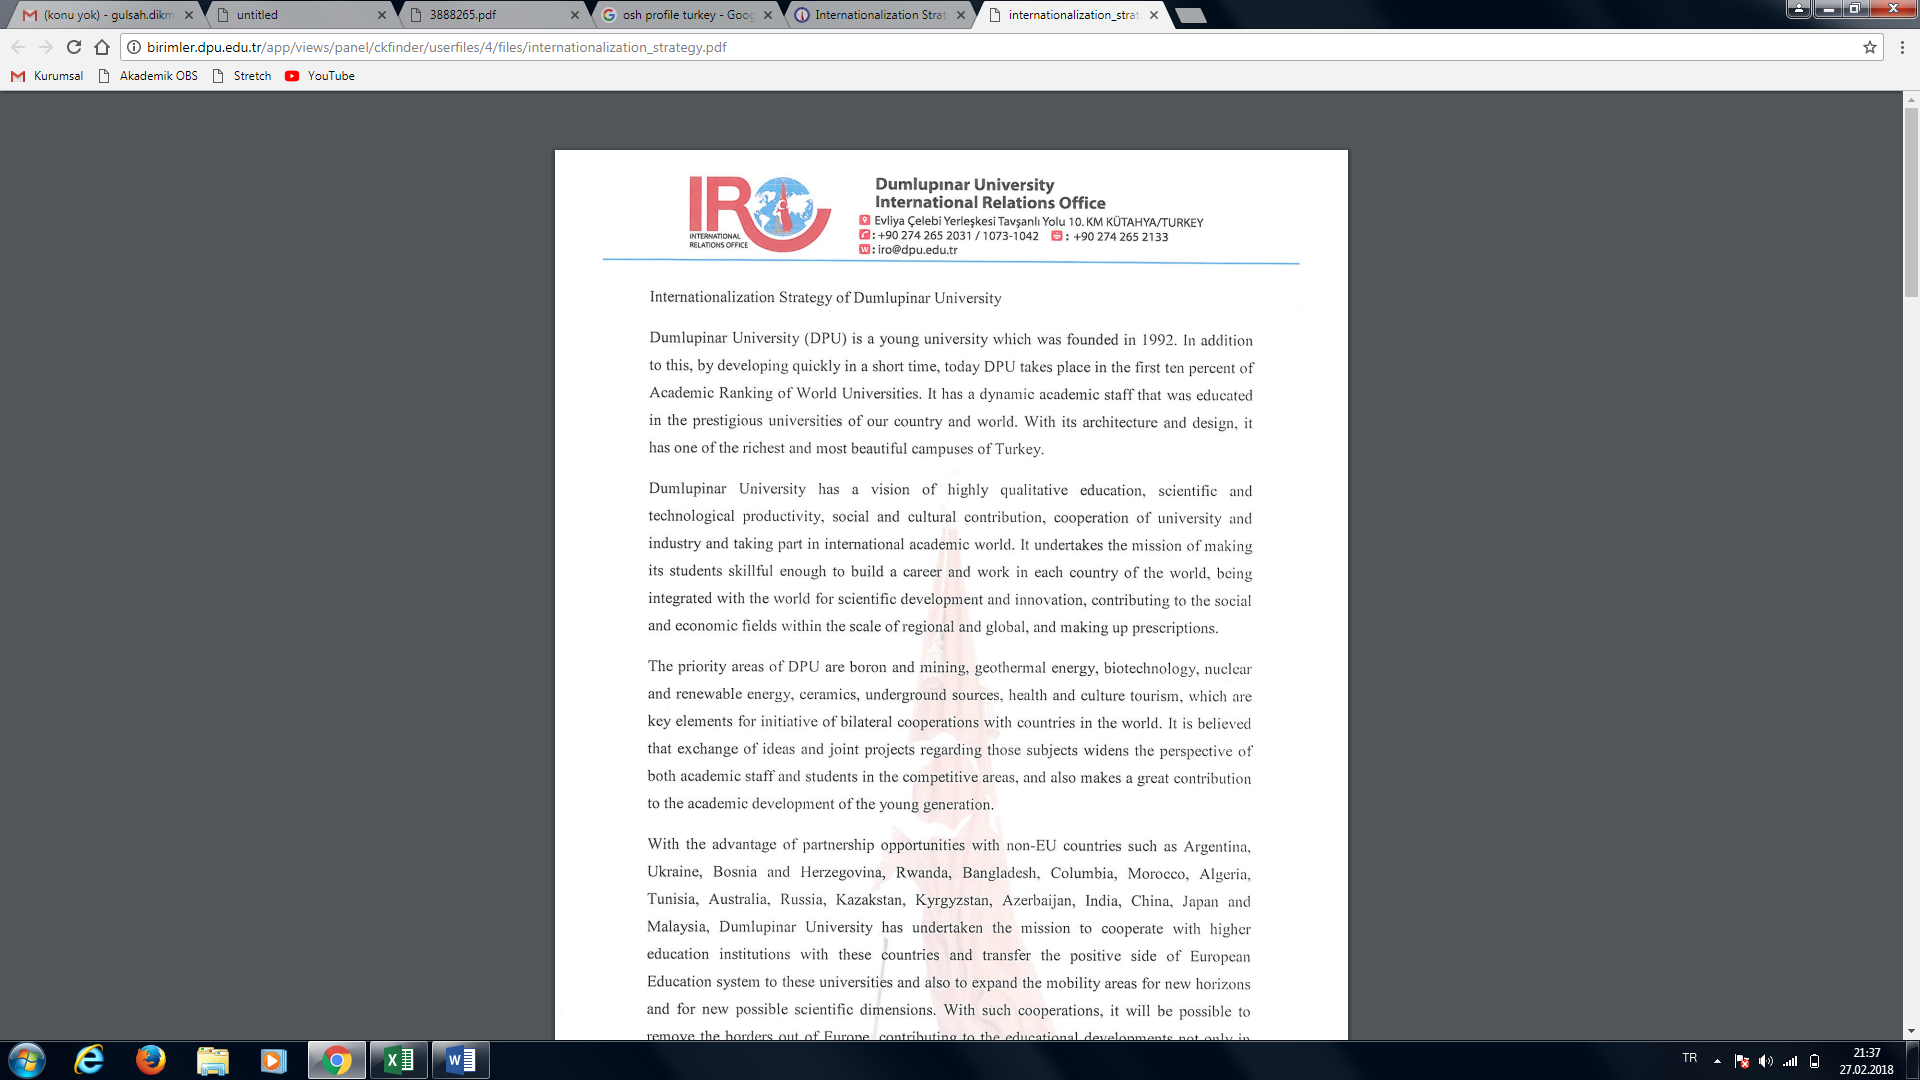 (konu yok) - gulsah.dikm
untitled
3888265.pdf
osh profile turkey - Goog
Internationalization Strat
internationalization_strat
birimler.dpu.edu.tr/app/views/panel/ckfinder/userfiles/4/files/internationalization_strategy.pdf
Kurumsal
Akademik OBS
Stretch
YouTube
IRO
INTERNATIONAL
RELATIONS OFFICE
Dumlupınar University
International Relations Office
Evliya Çelebi Yerleşkesi Tavşanlı Yolu 10. KM KÜTAHYA/TURKEY
: +90 274 265 2031 / 1073-1042 : +90 274 265 2133
W : iro@dpu.edu.tr
Internationalization Strategy of Dumlupinar University
Dumlupinar University (DPU) is a young university which was founded in 1992. In addition
to this, by developing quickly in a short time, today DPU takes place in the first ten percent of
Academic Ranking of World Universities. It has a dynamic academic staff that was educated
in the prestigious universities of our country and world. With its architecture and design, it
has one of the richest and most beautiful campuses of Turkey.
Dumlupinar University has a vision of highly qualitative education, scientific and
technological productivity, social and cultural contribution, cooperation of university and
industry and taking part in international academic world. It undertakes the mission of making
its students skillful enough to build a career and work in each country of the world, being
integrated with the world for scientific development and innovation, contributing to the social
and economic fields within the scale of regional and global, and making up prescriptions.
The priority areas of DPU are boron and mining, geothermal energy, biotechnology, nuclear
and renewable energy, ceramics, underground sources, health and culture tourism, which are
key elements for initiative of bilateral cooperations with countries in the world. It is believed
that exchange of ideas and joint projects regarding those subjects widens the perspective of
both academic staff and students in the competitive areas, and also makes a great contribution
to the academic development of the young generation.
With the advantage of partnership opportunities with non-EU countries such as Argentina,
Ukraine, Bosnia and Herzegovina, Rwanda, Bangladesh, Columbia, Morocco, Algeria,
Tunisia, Australia, Russia, Kazakstan, Kyrgyzstan, Azerbaijan, India, China, Japan and
Malaysia, Dumlupinar University has undertaken the mission to cooperate with higher
education institutions with these countries and transfer the positive side of European
Education system to these universities and also to expand the mobility areas for new horizons
and for new possible scientific dimensions. With such cooperations, it will be possible to
remove the borders out of Europe, contributing to the educational developments not only in
TR
21:37
27.02.2018